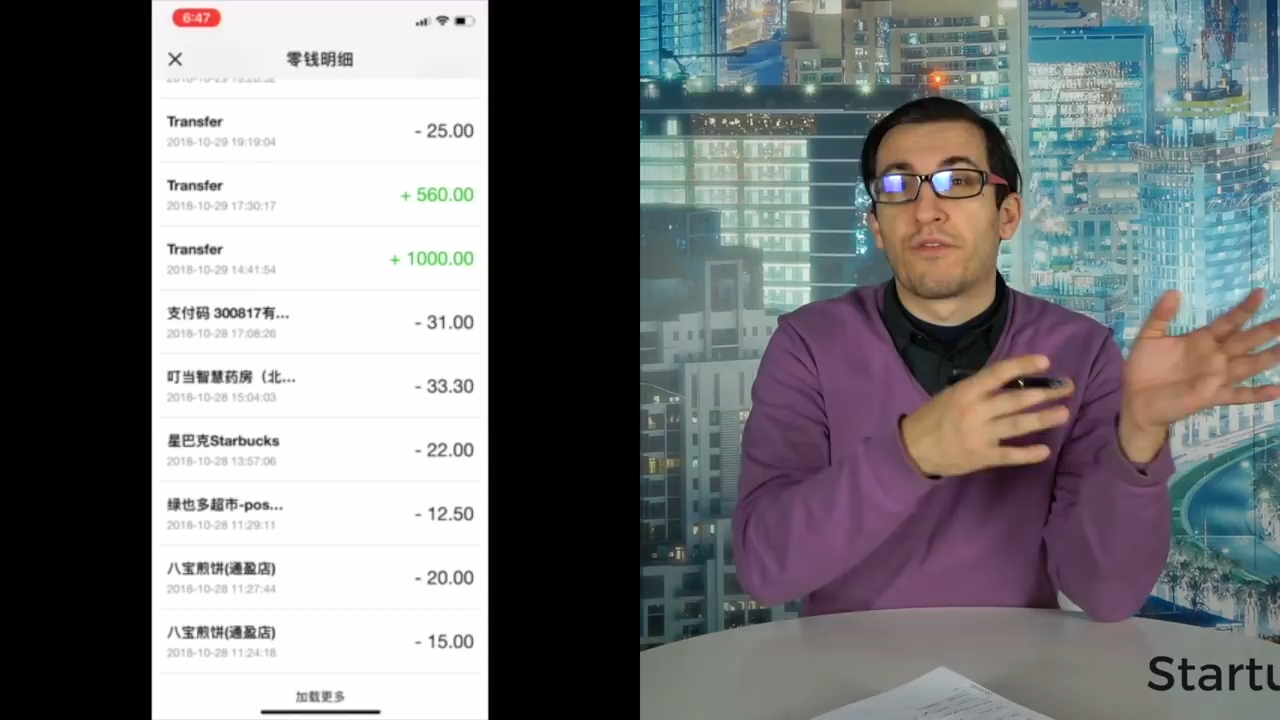 6:47
零钱明细
Transfer
- 25.00
2018-10-29 19:19:04
Transfer
+ 560.00
2018-10-29 17:30:17
Transfer
+ 1000.00
2018-10-29 14:41:54
支付码 300817有...
- 31.00
2018-10-28 17:08:26
叮当智慧药房（北...
- 33.30
2018-10-28 15:04:03
星巴克Starbucks
- 22.00
2018-10-28 13:57:06
绿也多超市-pos...
- 12.50
2018-10-28 11:29:11
八宝煎饼(通盈店)
- 20.00
2018-10-28 11:27:44
八宝煎饼(通盈店)
- 15.00
2018-10-28 11:24:18
加载更多
Startu